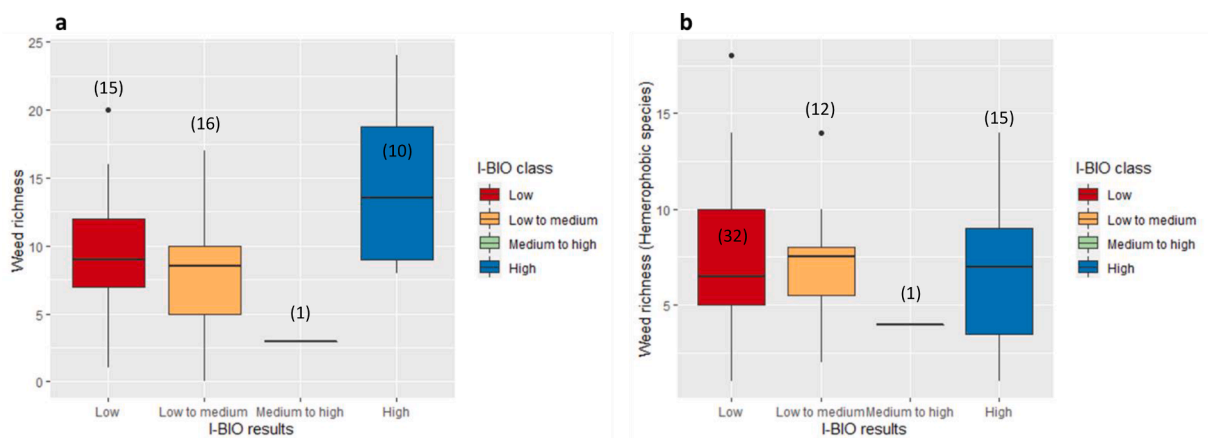 a
Weed richness
25
20
15
10
5
0
(15)
(16)
(1)
(10)
Low
Low to medium
Medium to high
High
I-BIO results
I-BIO class
Low
Low to medium
Medium to high
High
b
Weed richness (Hemerophobic species)
15
10
5
(32)
(12)
(1)
(15)
Low
Low to medium
Medium to high
High
I-BIO results
I-BIO class
Low
Low to medium
Medium to high
High